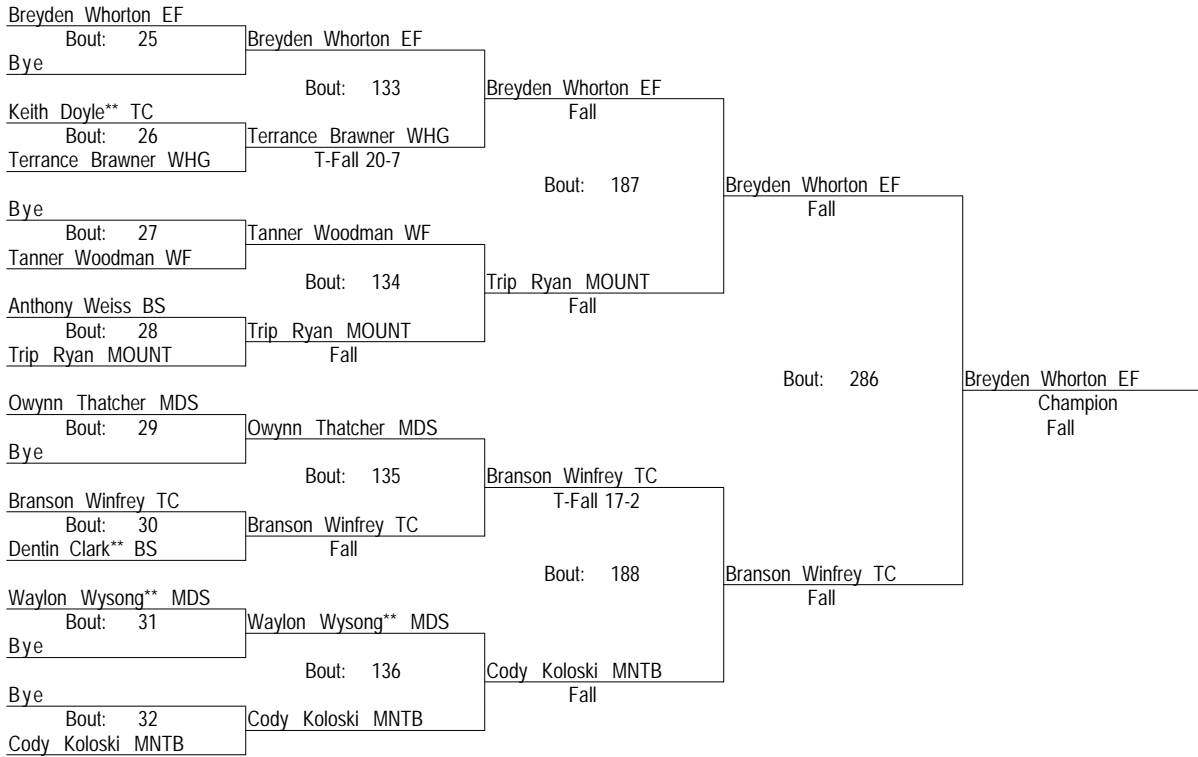 Breyden Whorton EF
Bout: 25
Bye
Breyden Whorton EF
Bout: 133
Keith Doyle** TC
Bout: 26
Terrance Brawner WHG
Terrance Brawner WHG
T-Fall 20-7
Breyden Whorton EF
Fall
Bout: 187
Bye
Bout: 27
Tanner Woodman WF
Tanner Woodman WF
Bout: 134
Anthony Weiss BS
Bout: 28
Trip Ryan MOUNT
Trip Ryan MOUNT
Fall
Trip Ryan MOUNT
Fall
Breyden Whorton EF
Fall
Bout: 286
Owynn Thatcher MDS
Bout: 29
Bye
Owynn Thatcher MDS
Bout: 135
Branson Winfrey TC
Bout: 30
Dentin Clark** BS
Branson Winfrey TC
Fall
Branson Winfrey TC
T-Fall 17-2
Bout: 188
Waylon Wysong** MDS
Bout: 31
Bye
Waylon Wysong** MDS
Bout: 136
Bye
Bout: 32
Cody Koloski MNTB
Cody Koloski MNTB
Cody Koloski MNTB
Fall
Branson Winfrey TC
Fall
Breyden Whorton EF
Champion
Fall